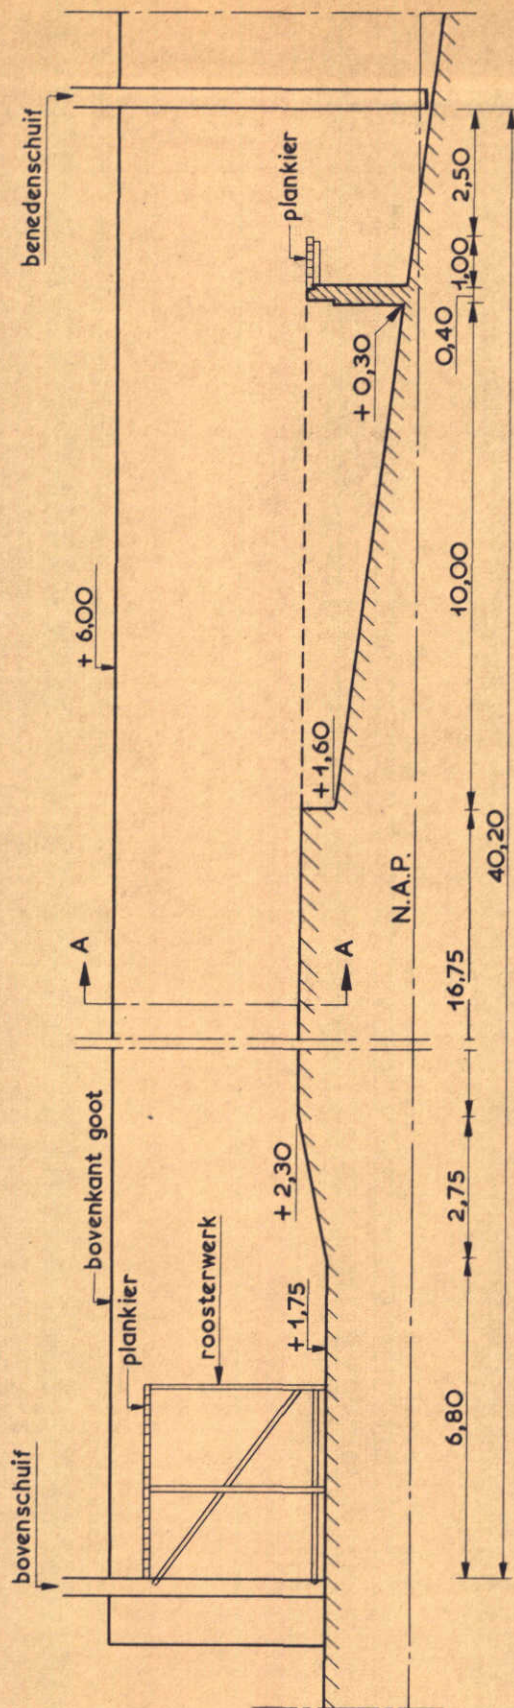 bovenschuif
bovenkant goot
plankier
roosterwerk
+ 1,75
+ 2,30
A
A
+ 6,00
+ 1,60
N.A.P.
+ 0,30
plankier
benedenschuif
6,80
2,75
16,75
10,00
0,40
1,00
2,50
40,20